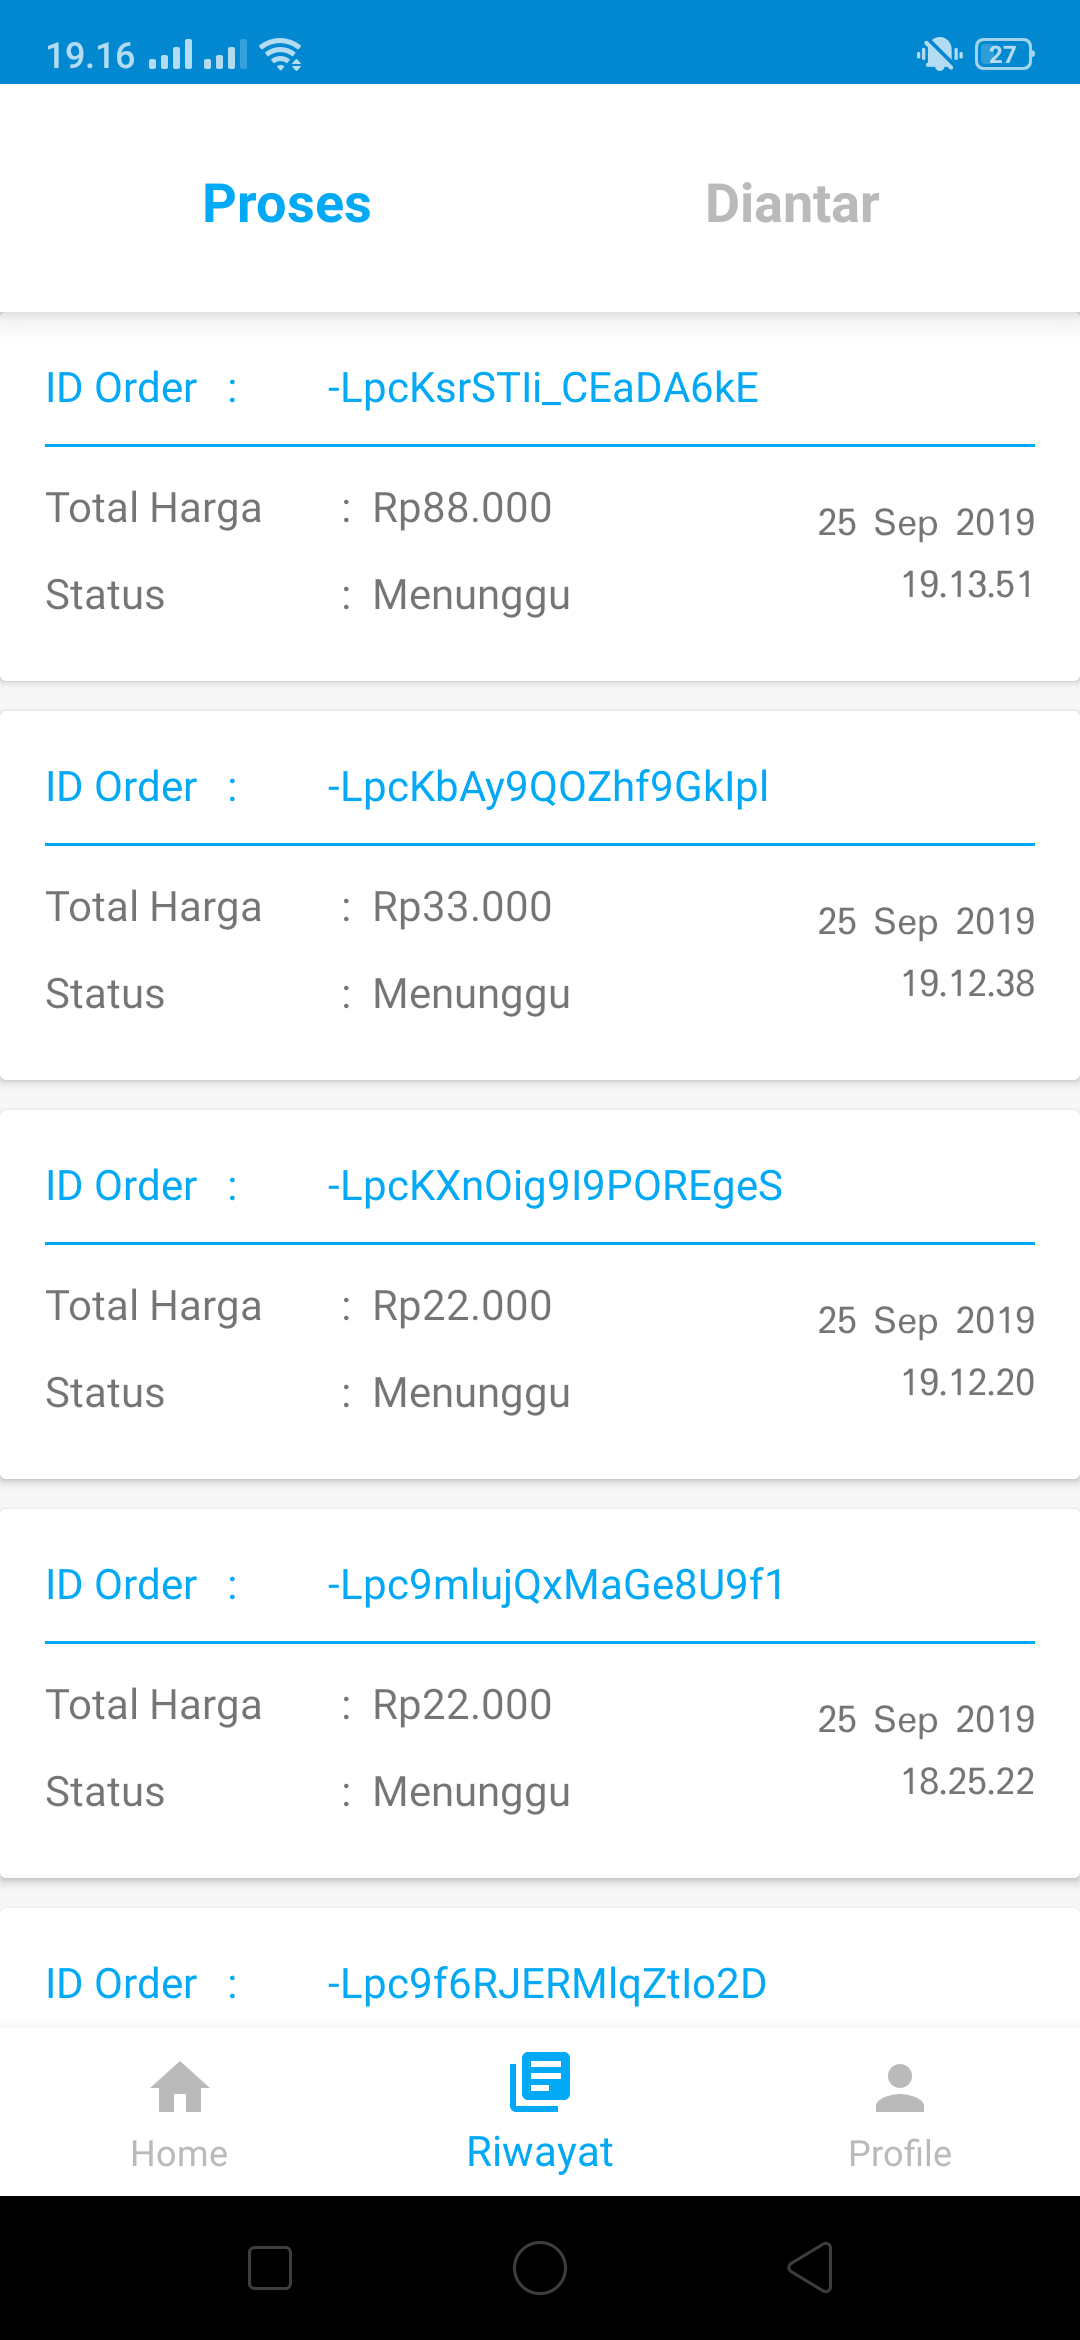 19.16 27
Proses Diantar
ID Order : -LpcKsrSTIi_CEaDA6kE
Total Harga : Rp88.000
25 Sep 2019
Status : Menunggu
19.13.51
ID Order : -LpcKbAy9QOZhf9GkIpl
Total Harga : Rp33.000
25 Sep 2019
Status : Menunggu
19.12.38
ID Order : -LpcKXnOig9I9POREgeS
Total Harga : Rp22.000
25 Sep 2019
Status : Menunggu
19.12.20
ID Order : -Lpc9mlujQxMaGe8U9f1
Total Harga : Rp22.000
25 Sep 2019
Status : Menunggu
18.25.22
ID Order : -Lpc9f6RJERMlqZtIo2D
Home Riwayat Profile